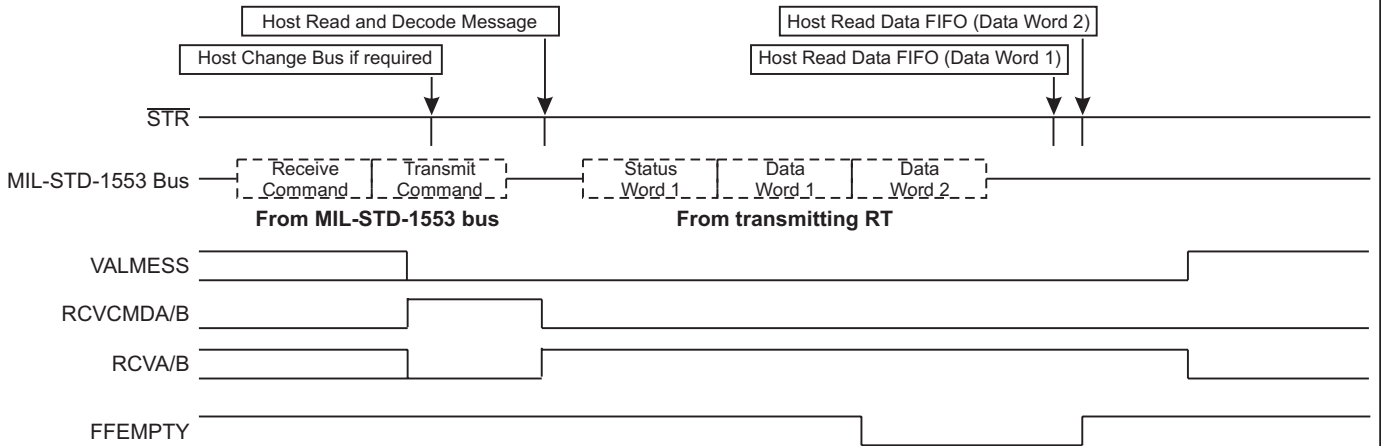 Host Read and Decode Message
Host Read Data FIFO (Data Word 2)
Host Change Bus if required
Host Read Data FIFO (Data Word 1)
STR
MIL-STD-1553 Bus
Receive
Command
Transmit
Command
Status
Word 1
Data
Word 1
Data
Word 2
From MIL-STD-1553 bus
From transmitting RT
VALMESS
RCVCMDA/B
RCVA/B
FFEMPTY